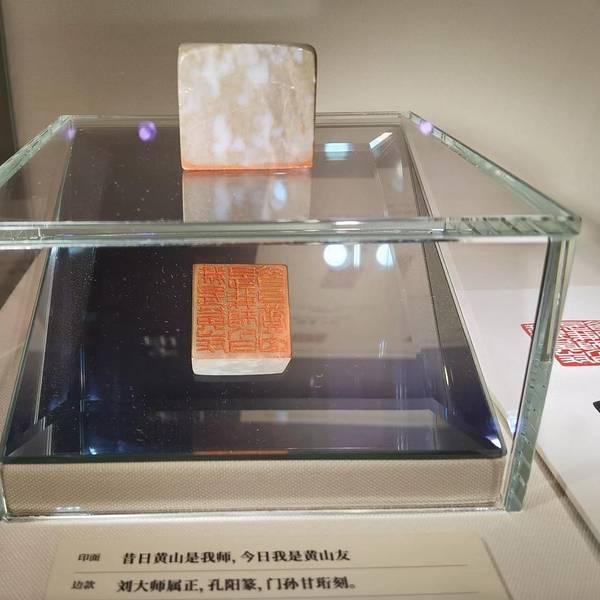 印面 昔日黄山是我师，今日我是黄山友
边款 刘大师属正，孔阳篆，门孙甘珩刻。